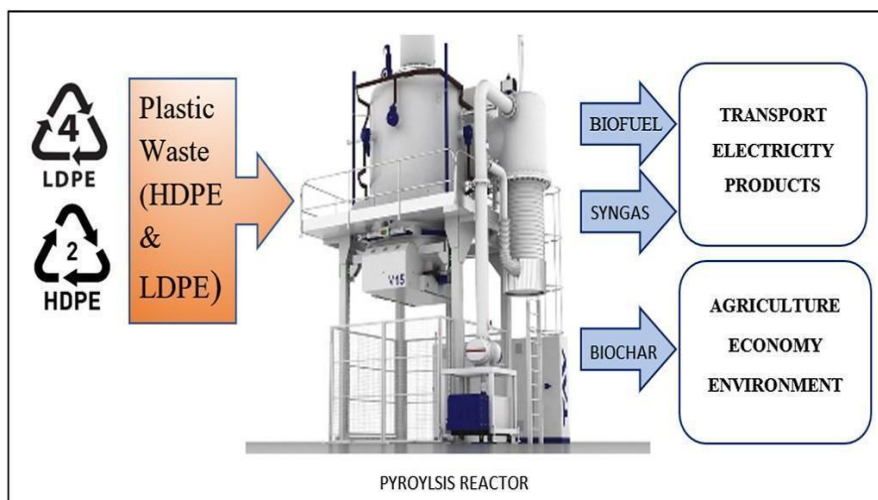 4
LDPE
2
HDPE
Plastic
Waste
(HDPE
&
LDPE)
V15
BIOFUEL
SYNGAS
BIOCHAR
TRANSPORT
ELECTRICITY
PRODUCTS
AGRICULTURE
ECONOMY
ENVIRONMENT
PYROYLSIS REACTOR